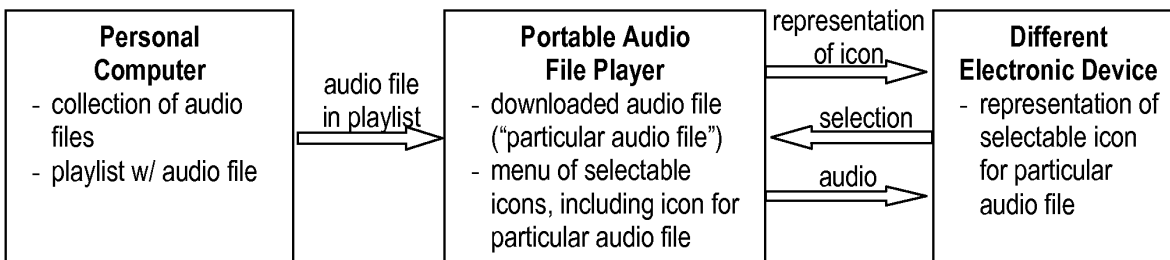 Personal
Computer
- collection of audio
files
- playlist w/ audio file
audio file
in playlist
Portable Audio
File Player
- downloaded audio file
(“particular audio file”)
- menu of selectable
icons, including icon for
particular audio file
representation
of icon
selection
audio
Different
Electronic Device
- representation of
selectable icon
for particular
audio file